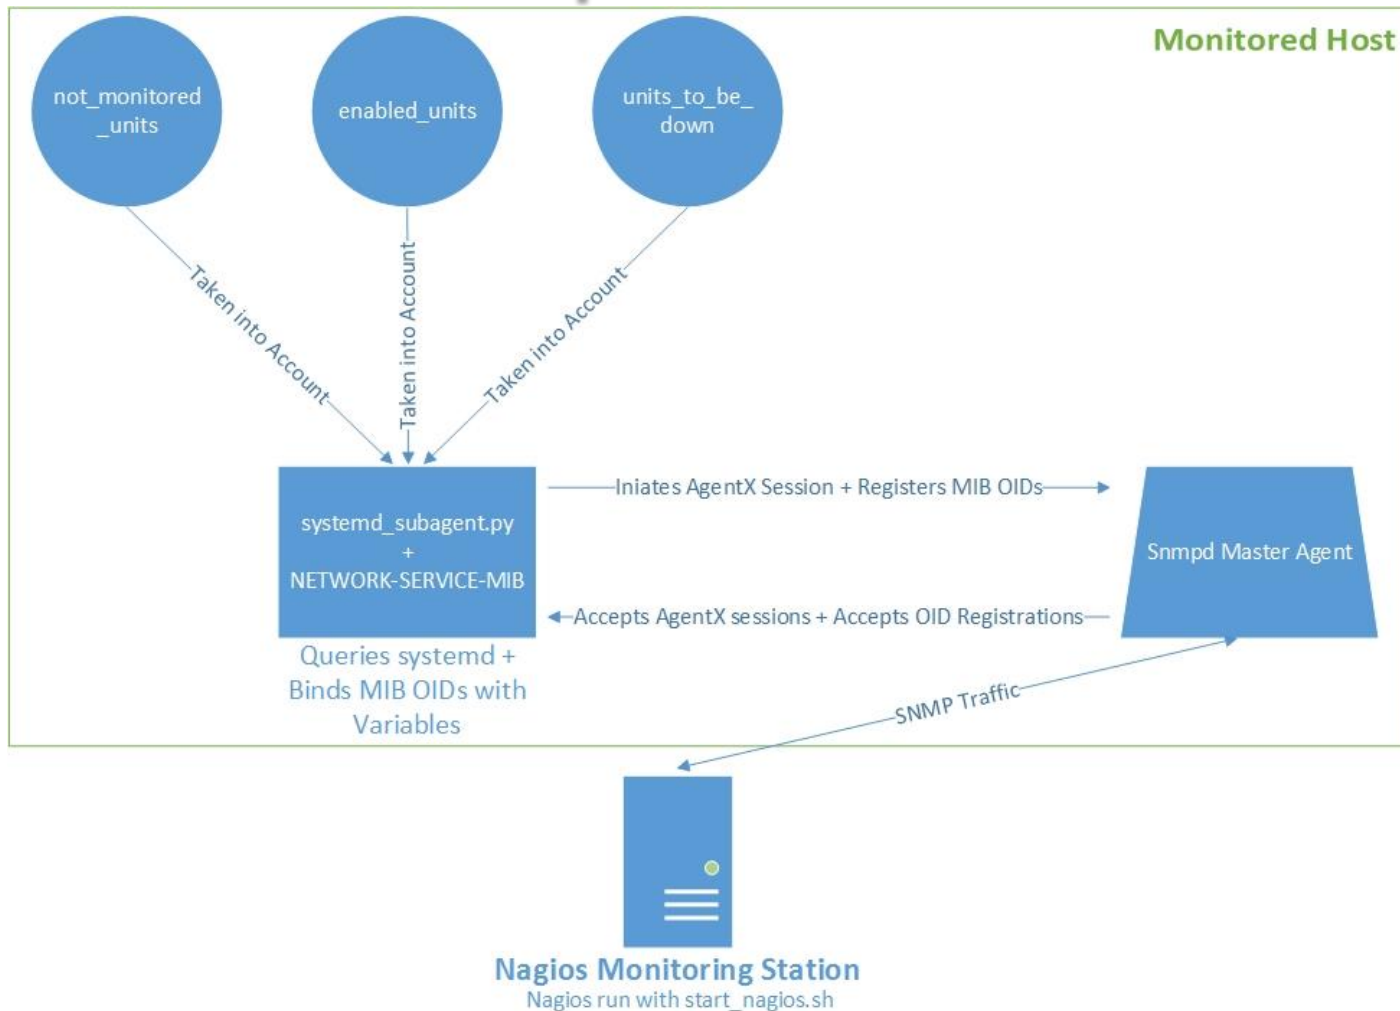 Monitored Host
not_monitored
_units
enabled_units
units_to_be_
down
Taken into Account
Taken into Account
Taken into Account
systemd_subagent.py
+
NETWORK-SERVICE-MIB
Iniates AgentX Session + Registers MIB OIDs
Snmpd Master Agent
Accepts AgentX sessions + Accepts OID Registrations
Queries systemd +
Binds MIB OIDs with
Variables
SNMP Traffic
Nagios Monitoring Station
Nagios run with start_nagios.sh